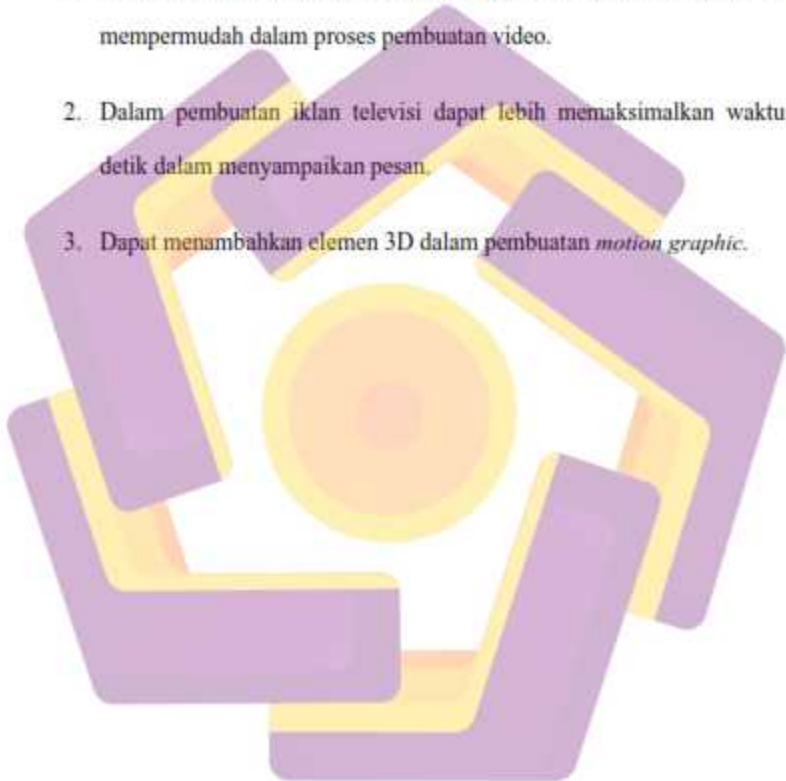 mempermudah dalam proses pembuatan video.
2. Dalam pembuatan iklan televisi dapat lebih memaksimalkan waktu
detik dalam menyampaikan pesan.
3. Dapat menambahkan elemen 3D dalam pembuatan motion graphic.